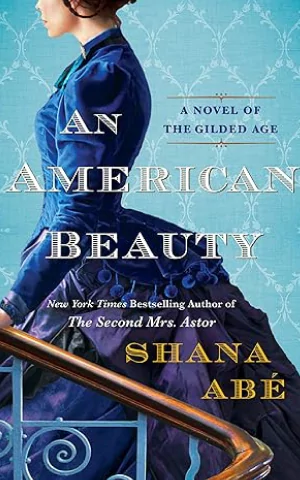 A NOVEL OF
THE GILDED AGE
AN
AMERICAN
BEAUTY
New York Times Bestselling Author of
The Second Mrs. Astor
SHANA
ABÉ